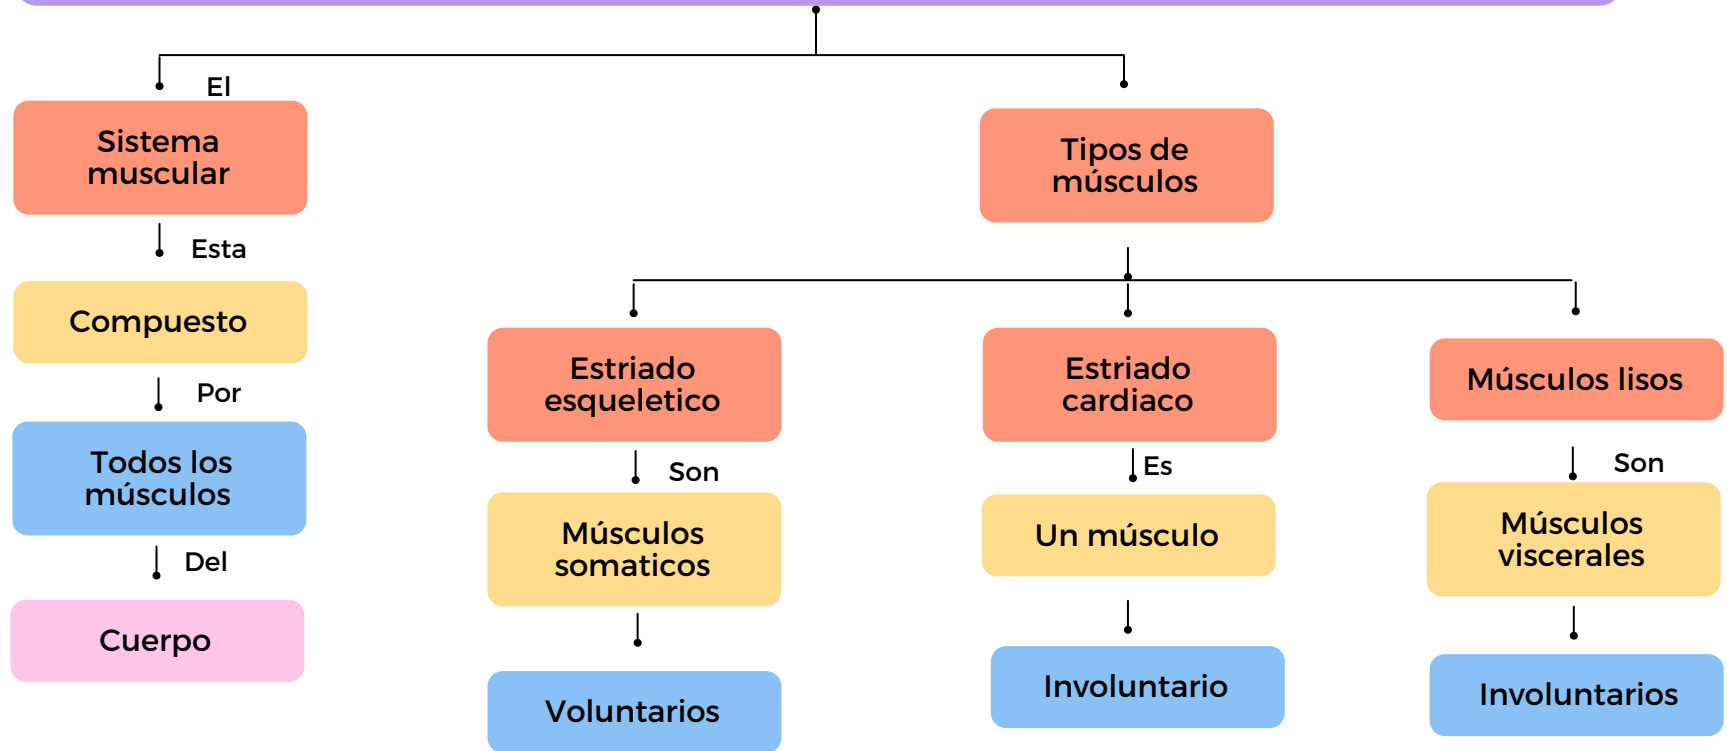 El
Sistema
muscular
Esta
Compuesto
Por
Todos los
músculos
Del
Cuerpo
Tipos de
músculos
Estriado
esqueletico
Son
Músculos
somaticos
Voluntarios
Estriado
cardiaco
Es
Un músculo
Involuntario
Músculos lisos
Son
Músculos
viscerales
Involuntarios